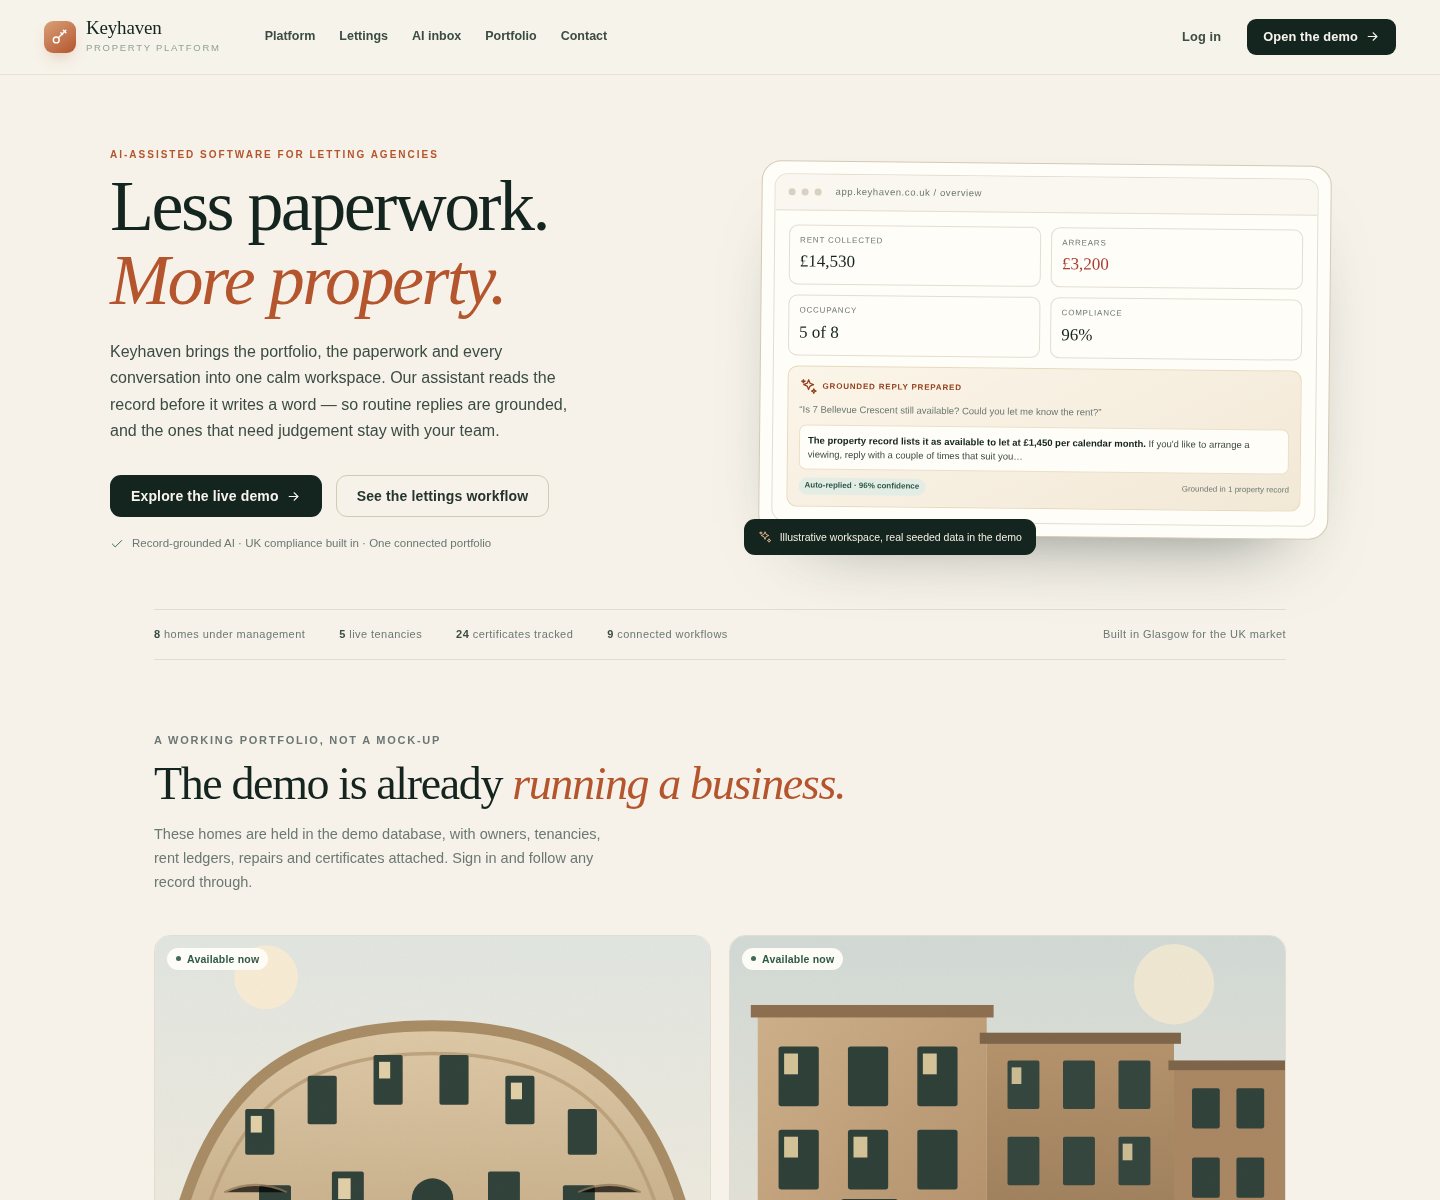 Keyhaven
PROPERTY PLATFORM
Platform
Lettings
AI inbox
Portfolio
Contact
Log in
Open the demo
AI-ASSISTED SOFTWARE FOR LETTING AGENCIES
Less paperwork.
More property.
Keyhaven brings the portfolio, the paperwork and every
conversation into one calm workspace. Our assistant reads the
record before it writes a word — so routine replies are grounded,
and the ones that need judgement stay with your team.
Explore the live demo
See the lettings workflow
Record-grounded AI · UK compliance built in · One connected portfolio
app.keyhaven.co.uk / overview
RENT COLLECTED
£14,530
ARREARS
£3,200
OCCUPANCY
5 of 8
COMPLIANCE
96%
GROUNDED REPLY PREPARED
"Is 7 Bellevue Crescent still available? Could you let me know the rent?"
The property record lists it as available to let at £1,450 per calendar month. If you'd like to arrange a
viewing, reply with a couple of times that suit you…
Auto-replied · 96% confidence
Grounded in 1 property record
Illustrative workspace, real seeded data in the demo
8 homes under management
5 live tenancies
24 certificates tracked
9 connected workflows
Built in Glasgow for the UK market
A WORKING PORTFOLIO, NOT A MOCK-UP
The demo is already running a business.
These homes are held in the demo database, with owners, tenancies,
rent ledgers, repairs and certificates attached. Sign in and follow any
record through.
Available now
Available now